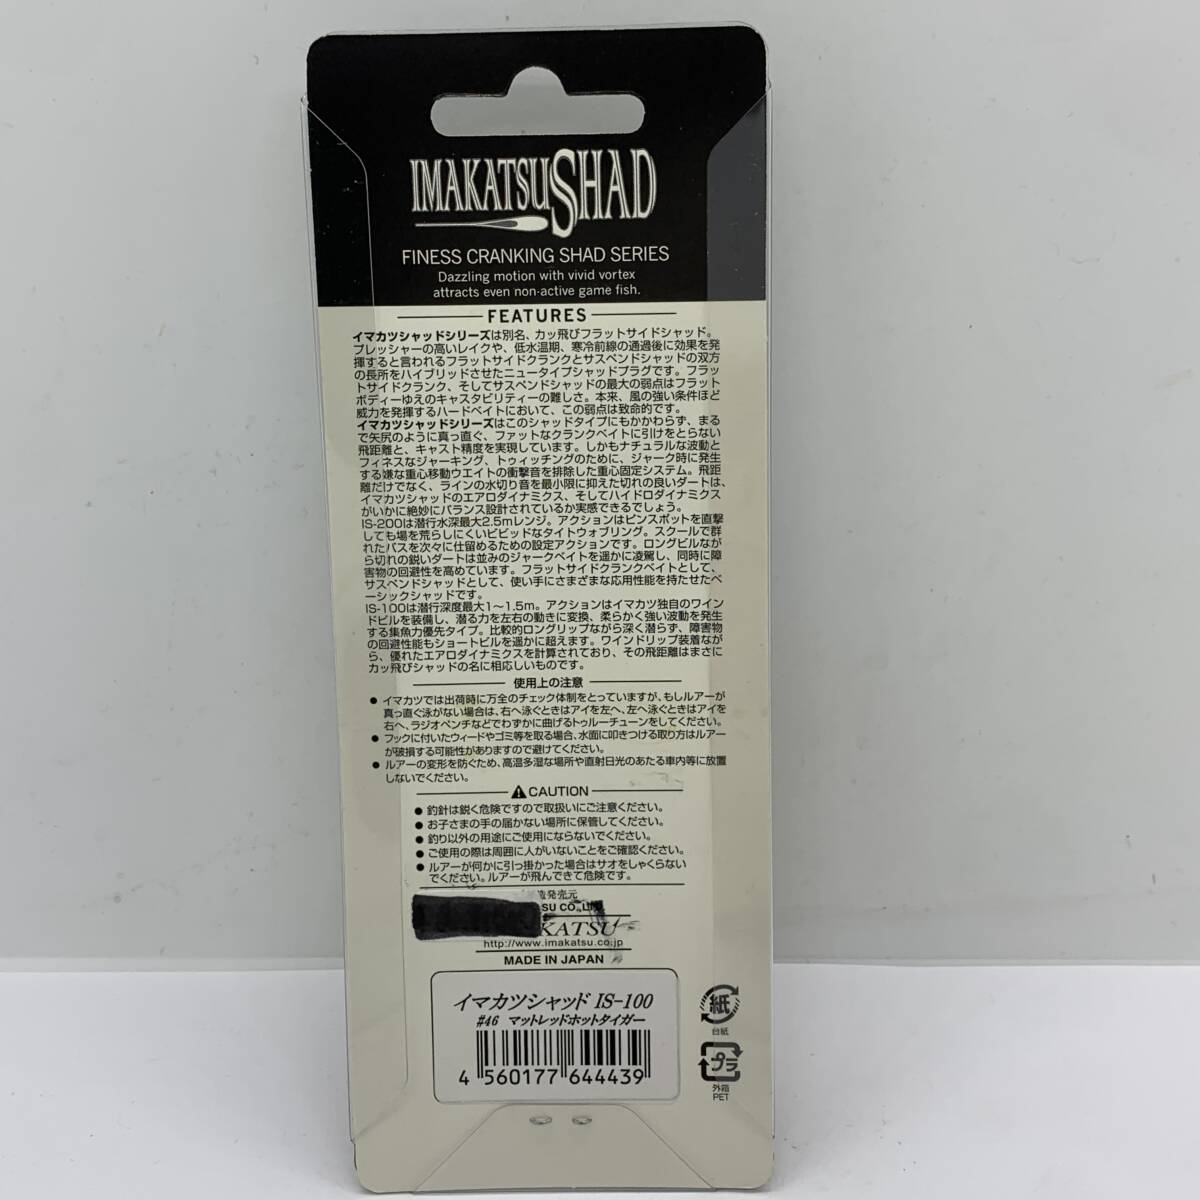 IMAKATSU SHAD
FINESS CRANKING SHAD SERIES
Dazzling motion with vivid vortex
attracts even non-active game fish.
FEATURES
イマカツシャッドシリーズは別名、カッ飛びフラットサイドシャッド。
プレッシャーの高いレイクや、低水温期、寒冷前線の通過後に効果を発
揮すると言われるフラットサイドクランクとサスペンドシャッドの双方
の長所をハイブリッドさせたニュータイプシャッドプラグです。フラッ
トサイドクランク、そしてサスペンドシャッドの最大の弱点はフラット
ボディーゆえのキャスタビリティーの難しさ。本来、風の強い条件ほど
威力を発揮するハードベイトにおいて、この弱点は致命的です。
イマカツシャッドシリーズはこのシャッドタイプにもかかわらず、まる
で矢尻のように真っ直ぐ、ファットなクランクベイトに引けをとらない
飛距離と、キャスト精度を実現しています。しかもナチュラルな波動と
フィネスなジャーキング、トゥィッチングのために、ジャーク時に発生
する嫌な重心移動ウエイトの衝撃音を排除した重心固定システム。飛距
離だけでなく、ラインの水切り音を最小限に抑えた切れの良いダートは、
イマカツシャッドのエアロダイナミクス、そしてハイドロダイナミクス
がいかに絶妙にバランス設計されているか実感できるでしょう。
IS-200は潜行水深最大2.5mレンジ。アクションはピンスポットを直撃
しても場を荒らしにくいビビッドなタイトウォブリング。スクールで群
れたバスを次々に仕留めるための設定アクションです。ロングビルなが
ら切れの鋭いダートは並みのジャークベイトを遥かに凌駕し、同時に障
害物の回避性を高めています。フラットサイドクランクベイトとして、
サスペンドシャッドとして、使い手にさまざまな応用性能を持たせたベ
ーシックシャッドです。
IS-100は潜行深度最大1〜1.5m。アクションはイマカツ独自のワイン
ドビルを装備し、潜る力を左右の動きに変換、柔らかく強い波動を発生
する集魚力優先タイプ。比較的ロングリップながら深く潜らず、障害物
の回避性能もショートビルを遥かに超えます。ワインドリップ装着なが
ら、優れたエアロダイナミクスを計算されており、その飛距離はまさに
カッ飛びシャッドの名に相応しいものです。
使用上の注意
● イマカツでは出荷時に万全のチェック体制をとっていますが、もしルアーが
真っ直ぐ泳がない場合は、右へ泳ぐときはアイを左へ、左へ泳ぐときはアイを
右へ、ラジオペンチなどでわずかに曲げるトゥルーチューンをしてください。
● フックに付いたウィードやゴミ等を取る場合、水面に叩きつける取り方はルアー
が破損する可能性がありますので避けてください。
● ルアーの変形を防ぐため、高温多湿な場所や直射日光のあたる車内等に放置
しないでください。
CAUTION
● 釣針は鋭く危険ですので取扱いにご注意ください。
● お子さまの手の届かない場所に保管してください。
● 釣り以外の用途にご使用にならないでください。
● ご使用の際は周囲に人がいないことをご確認ください。
● ルアーが何かに引っ掛かった場合はサオをしゃくらない
でください。ルアーが飛んできて危険です。
造発売元
SU CO.,LTD.
KATSU
http://www.imakatsu.co.jp
MADE IN JAPAN
イマカツシャッド IS-100
#46 マットレッドホットタイガー
4 560177 644439
紙
台紙
プラ
外箱
PET